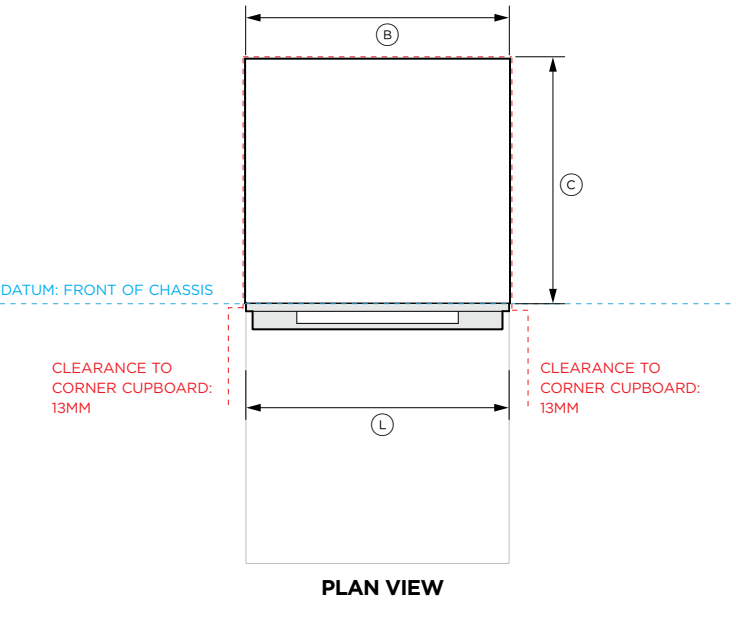 B
C
DATUM: FRONT OF CHASSIS
CLEARANCE TO
CORNER CUPBOARD:
13MM
CLEARANCE TO
CORNER CUPBOARD:
13MM
L
PLAN VIEW